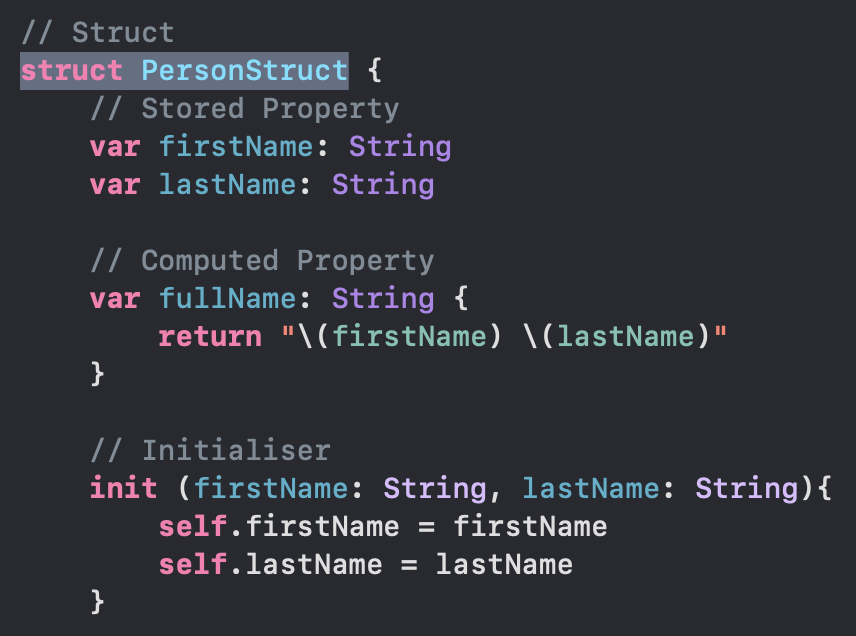 // Struct
struct PersonStruct {
    // Stored Property
    var firstName: String
    var lastName: String

    // Computed Property
    var fullName: String {
        return "\(firstName) \(lastName)"
    }

    // Initialiser
    init (firstName: String, lastName: String){
        self.firstName = firstName
        self.lastName = lastName
    }